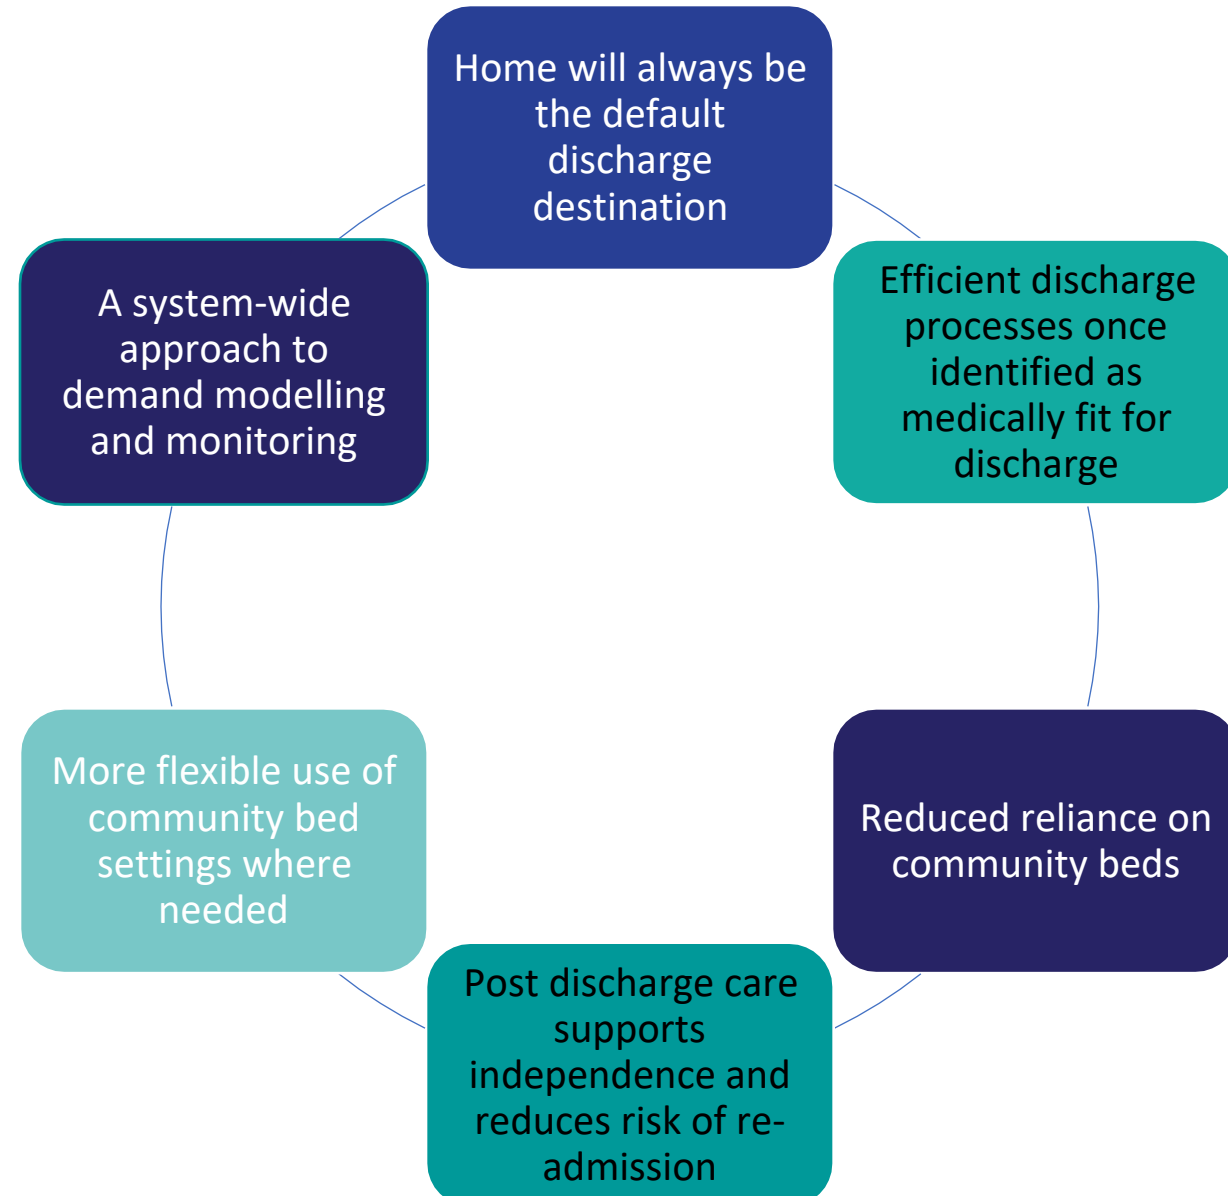 Home will always be
the default
discharge
destination
Efficient discharge
processes once
identified as
medically fit for
discharge
Reduced reliance on
community beds
Post discharge care
supports
independence and
reduces risk of re-
admission
More flexible use of
community bed
settings where
needed
A system-wide
approach to
demand modelling
and monitoring